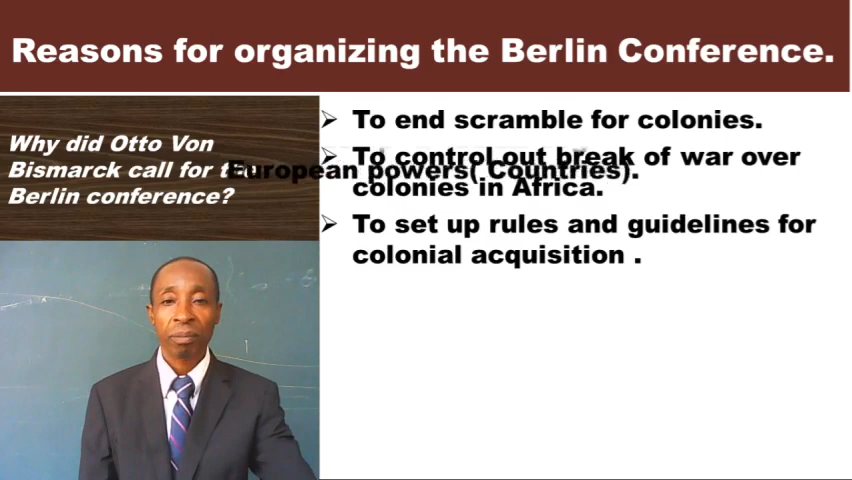 Reasons for organizing the Berlin Conference.
Why did Otto Von
Bismarck call for the
Berlin conference?
To end scramble for colonies.
To control out break of war over
European powers( Countries).
colonies in Africa.
To set up rules and guidelines for
colonial acquisition .